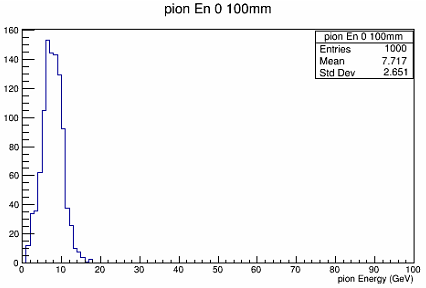 pion En 0 100mm
pion En 0 100mm
Entries 1000
Mean 7.717
Std Dev 2.651
160
140
120
100
80
60
40
20
0
0 10 20 30 40 50 60 70 80 90 100
pion Energy (GeV)